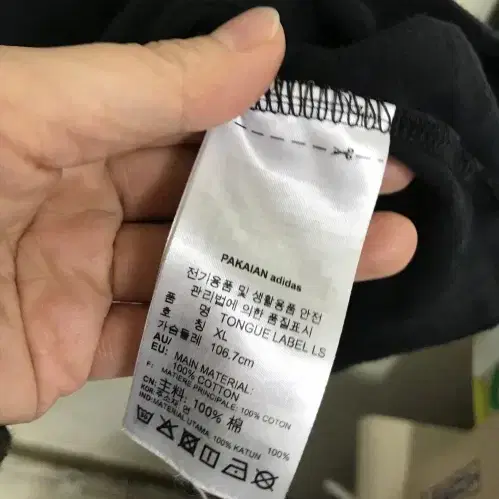 PAKAIAN adidas
전기용품 및 생활용품 안전
관리법에 의한 품질표시
품 명 TONGUE LABEL LS
호 칭 XL
가슴둘레 106.7cm
AU/
EU: MAIN MATERIAL:
100% COTTON
F: MATIÈRE PRINCIPALE: 100% COTON
CN: 主料: 100% 棉
KOR: 주소재: 면 100%
IND: MATERIAL UTAMA: 100% KATUN